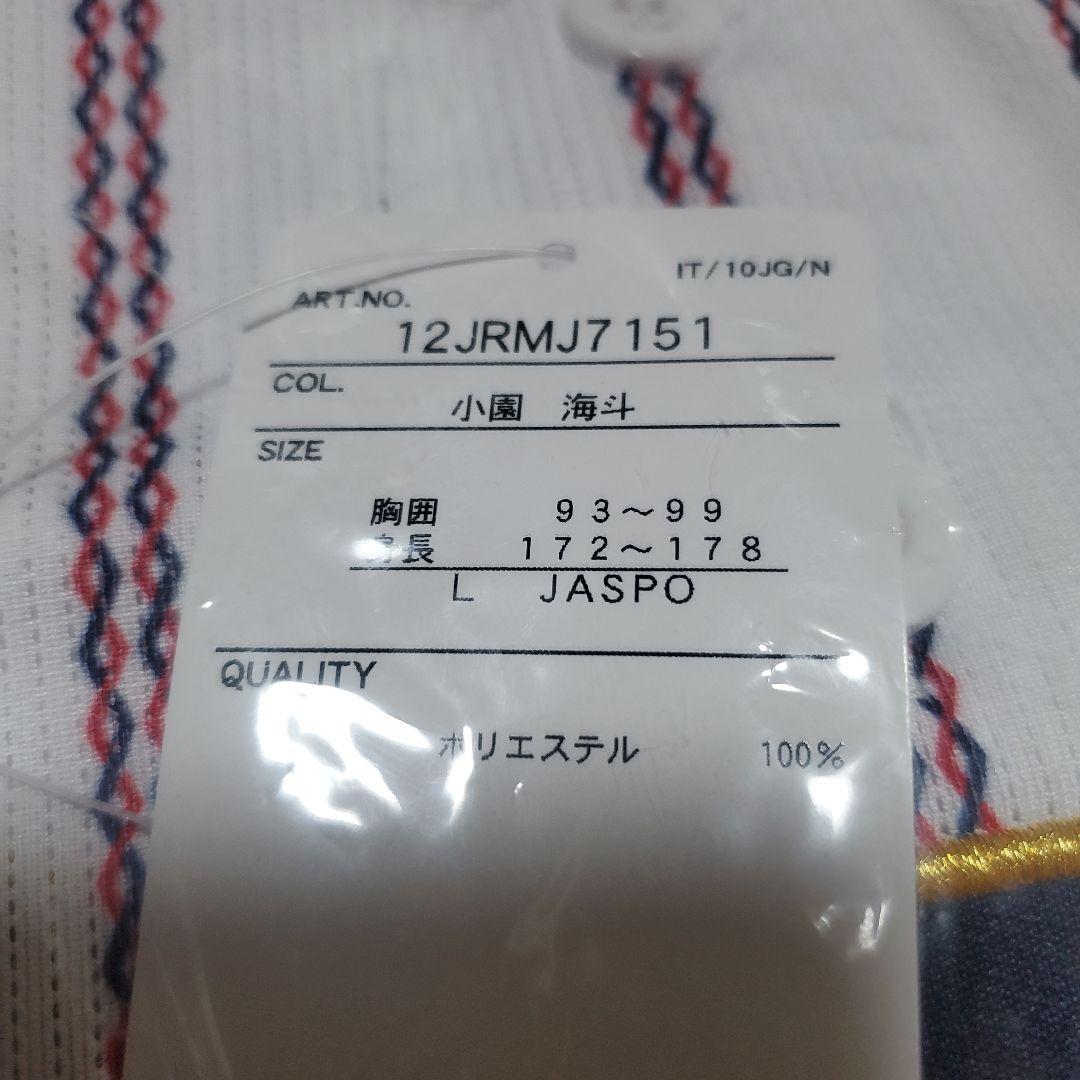 IT/10JG/N
ART.NO.
12JRMJ7151
COL.
小園　海斗
SIZE
胸囲　９３～９９
身長　１７２～１７８
L　JASPO
QUALITY
ポリエステル　100%